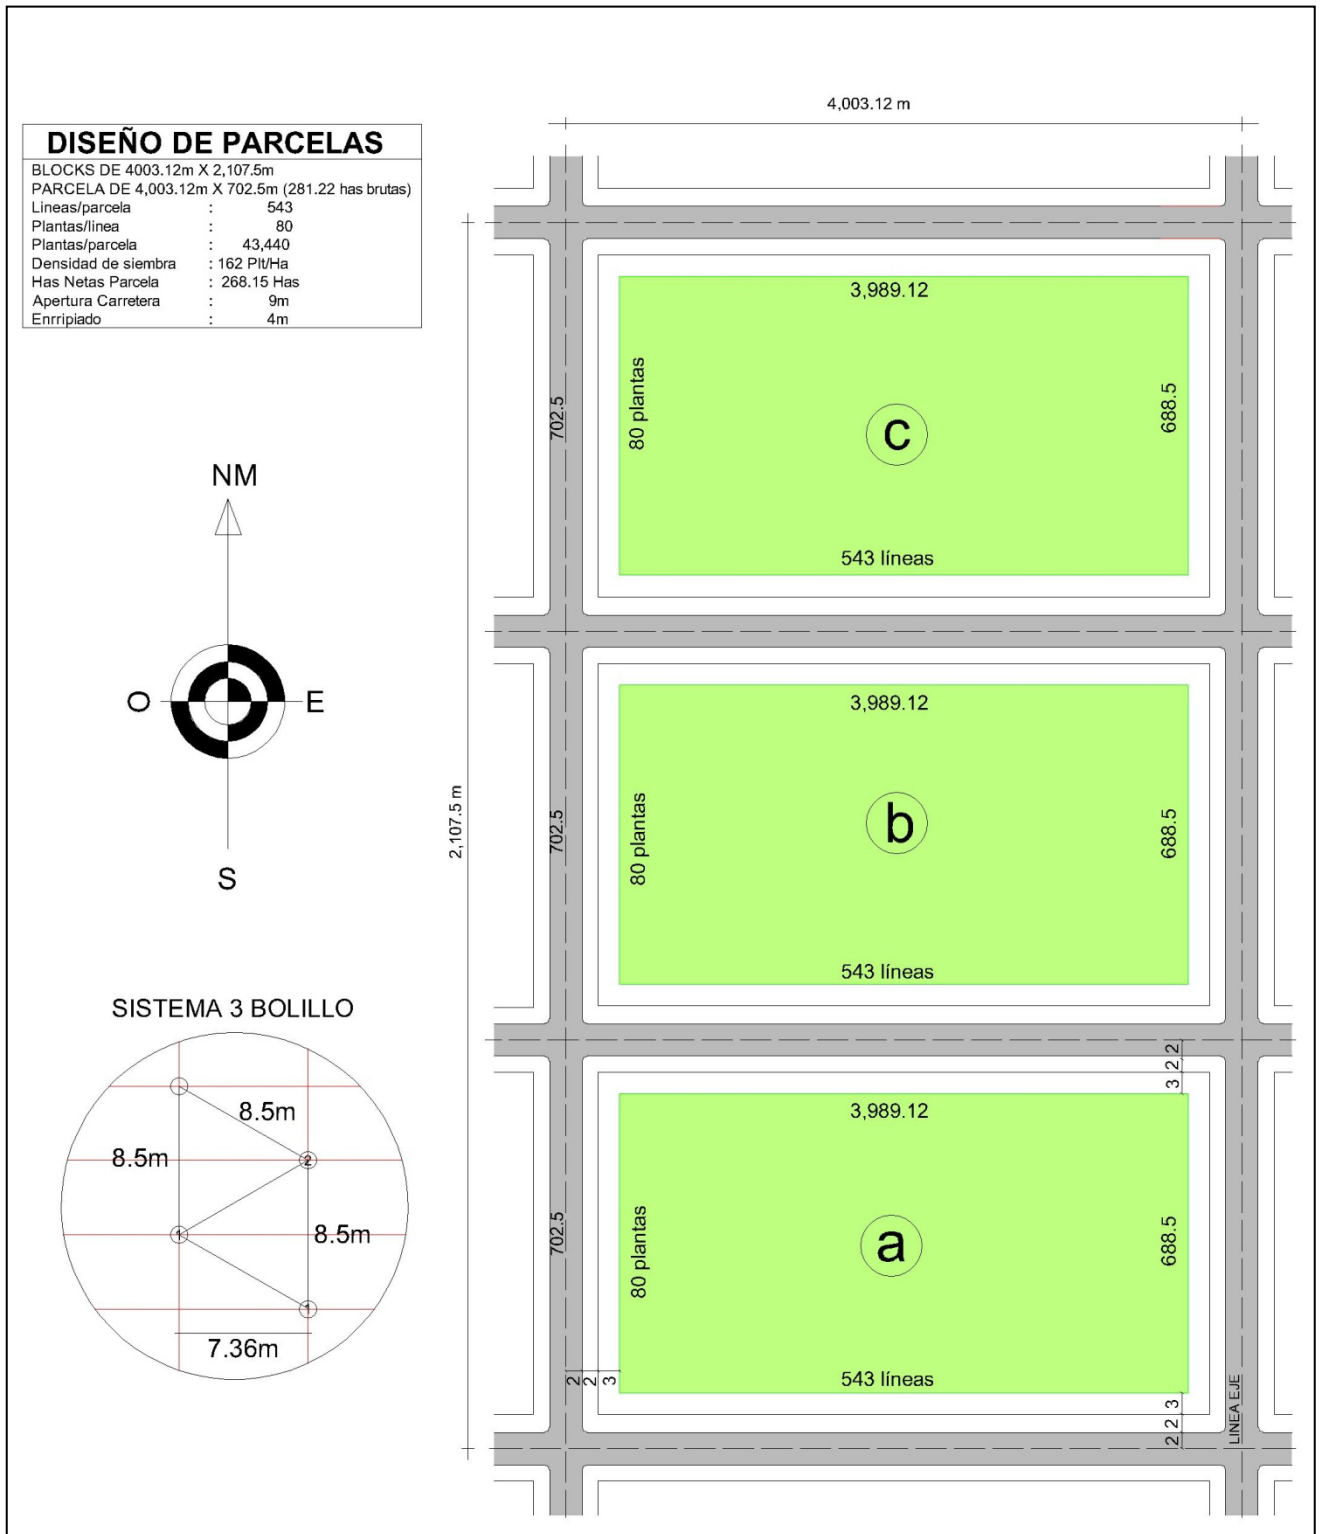 4,003.12 m
DISEÑO DE PARCELAS
BLOCKS DE 4003.12m X 2,107.5m
PARCELA DE 4,003.12m X 702.5m (281.22 has brutas)
Lineas/parcela : 543
Plantas/linea : 80
Plantas/parcela : 43,440
Densidad de siembra : 162 Plt/Ha
Has Netas Parcela : 268.15 Has
Apertura Carretera : 9m
Enrripiado : 4m
3,989.12
702.5
80 plantas
c
688.5
543 líneas
NM
O
E
S
2,107.5 m
3,989.12
702.5
80 plantas
b
688.5
543 líneas
SISTEMA 3 BOLILLO
8.5m
8.5m
2
1
8.5m
1
7.36m
2
2
3
3,989.12
702.5
80 plantas
a
688.5
543 líneas
2 2 3
3
2
2
LINEA EJE